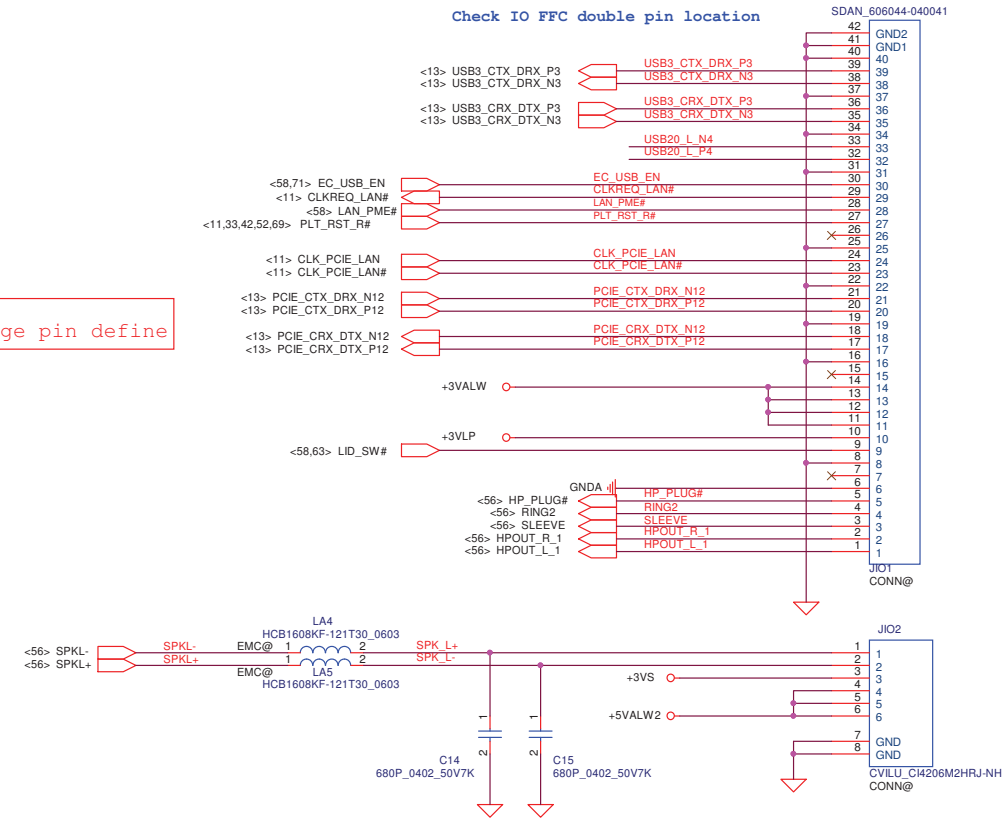 Check IO FFC double pin location
SDAN_606044-040041
42
GND2
41
GND1
40
40
<13> USB3_CTX_DRX_P3
USB3_CTX_DRX_P3
39
39
<13> USB3_CTX_DRX_N3
USB3_CTX_DRX_N3
38
38
37
37
<13> USB3_CRX_DTX_P3
USB3_CRX_DTX_P3
36
36
<13> USB3_CRX_DTX_N3
USB3_CRX_DTX_N3
35
35
34
34
USB20_L_N4
33
33
USB20_L_P4
32
32
31
31
<58,71> EC_USB_EN
EC_USB_EN
30
30
<11> CLKREQ_LAN#
CLKREQ_LAN#
29
29
<58> LAN_PME#
LAN_PME#
28
28
<11,33,42,52,69> PLT_RST_R#
PLT_RST_R#
27
27
26
26
25
25
<11> CLK_PCIE_LAN
CLK_PCIE_LAN
24
24
<11> CLK_PCIE_LAN#
CLK_PCIE_LAN#
23
23
22
22
<13> PCIE_CTX_DRX_N12
PCIE_CTX_DRX_N12
21
21
<13> PCIE_CTX_DRX_P12
PCIE_CTX_DRX_P12
20
20
19
19
ge pin define
<13> PCIE_CRX_DTX_N12
PCIE_CRX_DTX_N12
18
18
<13> PCIE_CRX_DTX_P12
PCIE_CRX_DTX_P12
17
17
16
16
15
15
+3VALW
14
14
13
13
12
12
11
11
+3VLP
10
10
<58,63> LID_SW#
9
9
8
8
7
7
GNDA
6
6
<56> HP_PLUG#
HP_PLUG#
5
5
<56> RING2
RING2
4
4
<56> SLEEVE
SLEEVE
3
3
<56> HPOUT_R_1
HPOUT_R_1
2
2
<56> HPOUT_L_1
HPOUT_L_1
1
1
JIO1
CONN@
LA4
HCB1608KF-121T30_0603
<56> SPKL-
SPKL-
EMC@
1
2
SPK_L+
<56> SPKL+
SPKL+
EMC@
1
2
SPK_L-
LA5
HCB1608KF-121T30_0603
JIO2
1
1
2
2
+3VS
3
3
4
4
5
5
+5VALW2
6
6
7
GND
8
GND
CVILU_CI4206M2HRJ-NH
CONN@
1
2
C14
680P_0402_50V7K
1
2
C15
680P_0402_50V7K